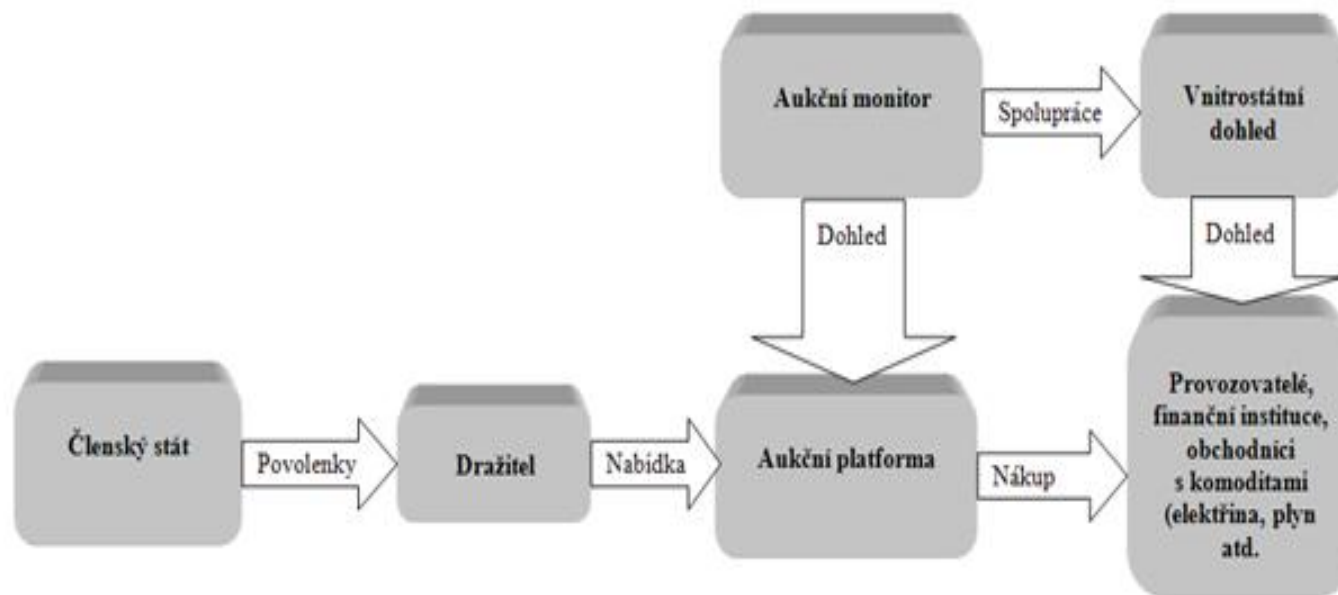 Aukční monitor
Spolupráce
Vnitrostátní
dohled
Dohled
Dohled
Členský stát
Povolenky
Dražitel
Nabídka
Aukční platforma
Nákup
Provozovatelé,
finanční instituce,
obchodníci
s komoditami
(elektřina, plyn
atd.